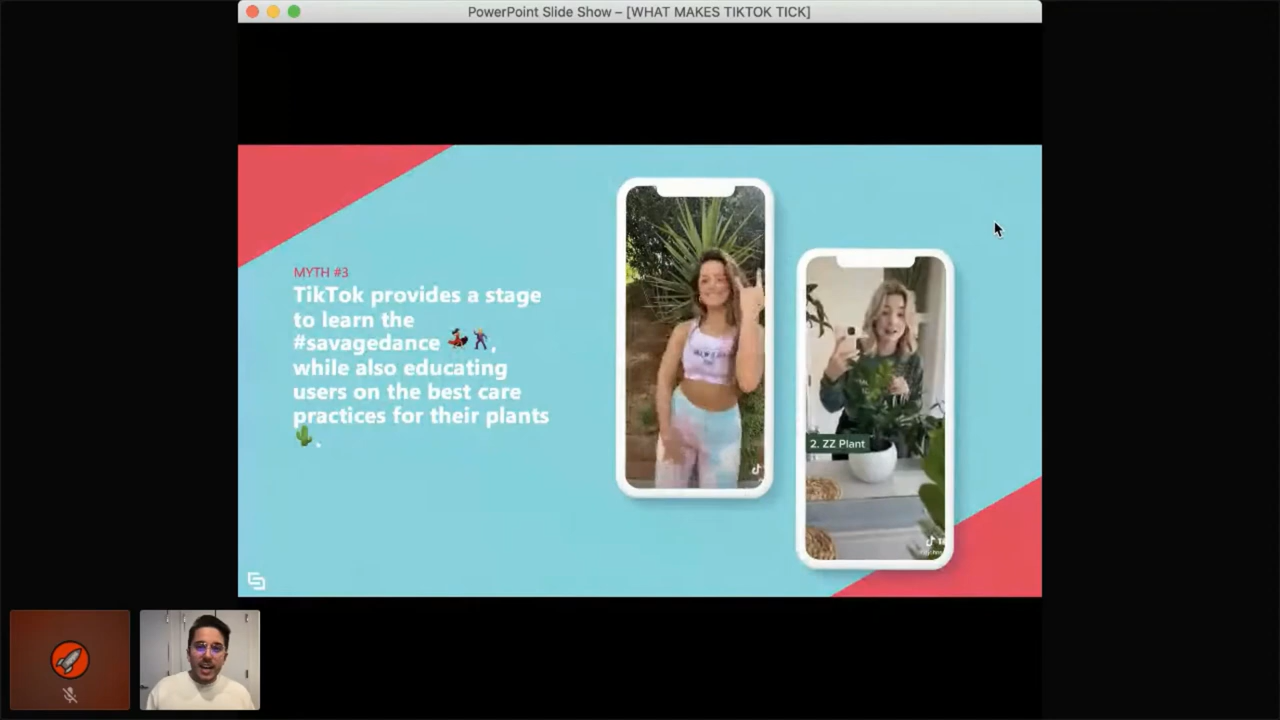 PowerPoint Slide Show – [WHAT MAKES TIKTOK TICK]
MYTH #3
TikTok provides a stage
to learn the
#savagedance 💃🕺,
while also educating
users on the best care
practices for their plants
🌵.
2. ZZ Plant